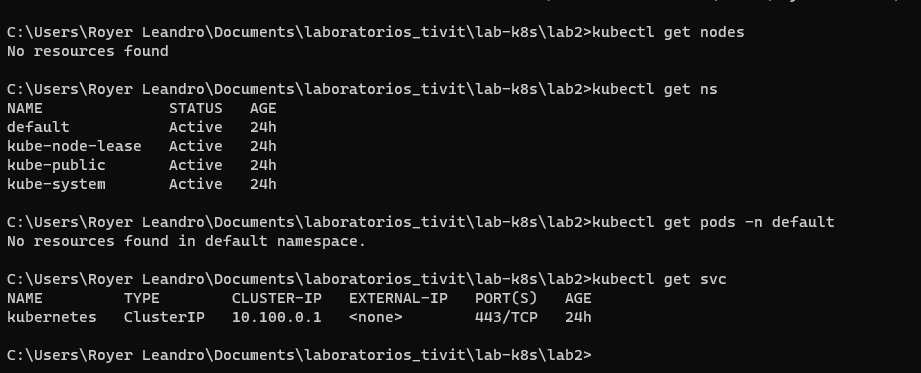 C:\Users\Royer Leandro\Documents\laboratorios_tivit\lab-k8s\lab2>kubectl get nodes
No resources found
C:\Users\Royer Leandro\Documents\laboratorios_tivit\lab-k8s\lab2>kubectl get ns
NAME              STATUS   AGE
default           Active   24h
kube-node-lease   Active   24h
kube-public       Active   24h
kube-system       Active   24h
C:\Users\Royer Leandro\Documents\laboratorios_tivit\lab-k8s\lab2>kubectl get pods -n default
No resources found in default namespace.
C:\Users\Royer Leandro\Documents\laboratorios_tivit\lab-k8s\lab2>kubectl get svc
NAME         TYPE        CLUSTER-IP   EXTERNAL-IP   PORT(S)   AGE
kubernetes   ClusterIP   10.100.0.1   <none>        443/TCP   24h
C:\Users\Royer Leandro\Documents\laboratorios_tivit\lab-k8s\lab2>